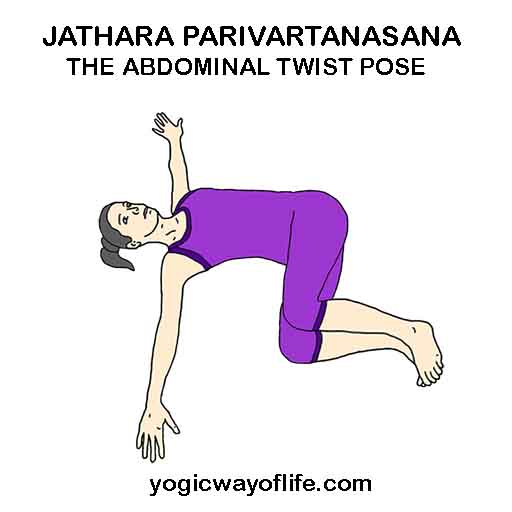 JATHARA PARIVARTANASANA
THE ABDOMINAL TWIST POSE
yogicwayoflife.com